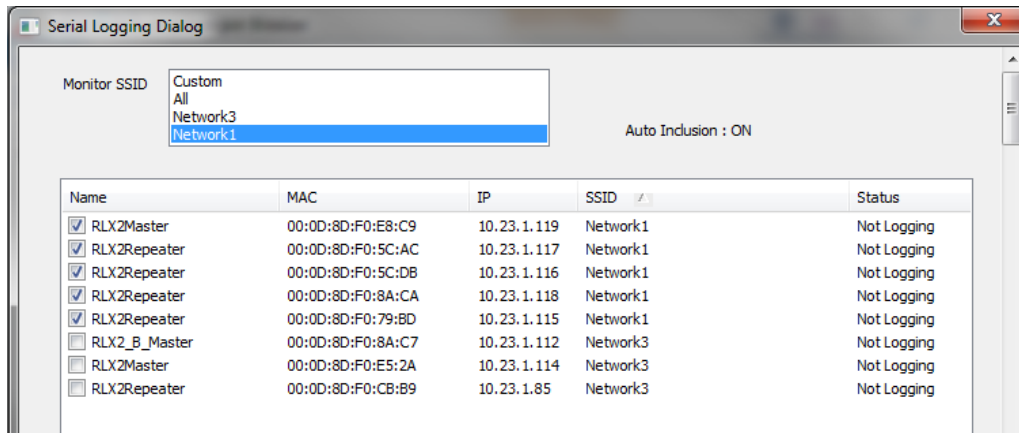 Serial Logging Dialog
Monitor SSID
Custom
All
Network3
Network1
Auto Inclusion : ON
Name MAC IP SSID Status
RLX2Master 00:0D:8D:F0:E8:C9 10.23.1.119 Network1 Not Logging
RLX2Repeater 00:0D:8D:F0:5C:AC 10.23.1.117 Network1 Not Logging
RLX2Repeater 00:0D:8D:F0:5C:DB 10.23.1.116 Network1 Not Logging
RLX2Repeater 00:0D:8D:F0:8A:CA 10.23.1.118 Network1 Not Logging
RLX2Repeater 00:0D:8D:F0:79:BD 10.23.1.115 Network1 Not Logging
RLX2_B_Master 00:0D:8D:F0:8A:C7 10.23.1.112 Network3 Not Logging
RLX2Master 00:0D:8D:F0:E5:2A 10.23.1.114 Network3 Not Logging
RLX2Repeater 00:0D:8D:F0:CB:B9 10.23.1.85 Network3 Not Logging